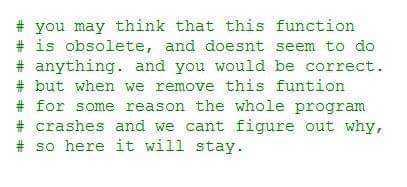 # you may think that this function
# is obsolete, and doesnt seem to do
# anything. and you would be correct.
# but when we remove this funtion
# for some reason the whole program
# crashes and we cant figure out why,
# so here it will stay.